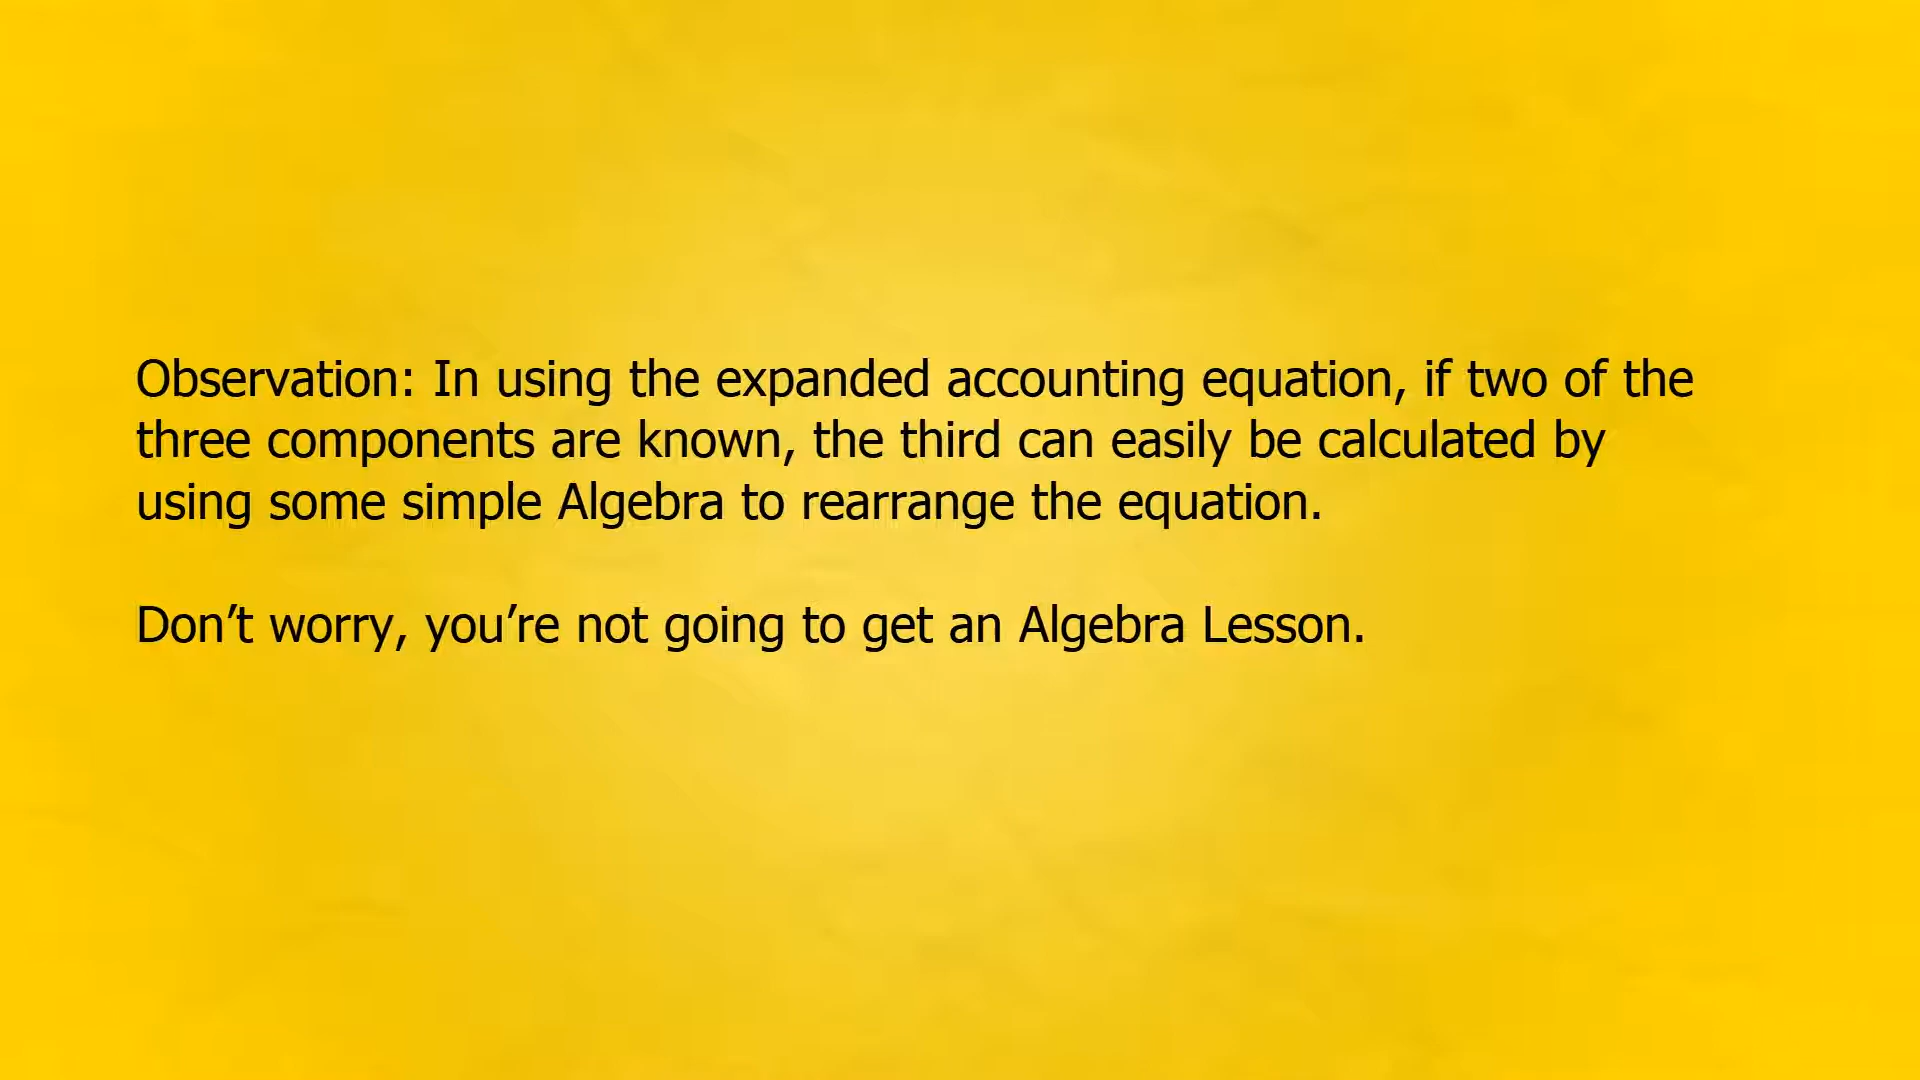 Observation: In using the expanded accounting equation, if two of the
three components are known, the third can easily be calculated by
using some simple Algebra to rearrange the equation.
Don’t worry, you’re not going to get an Algebra Lesson.